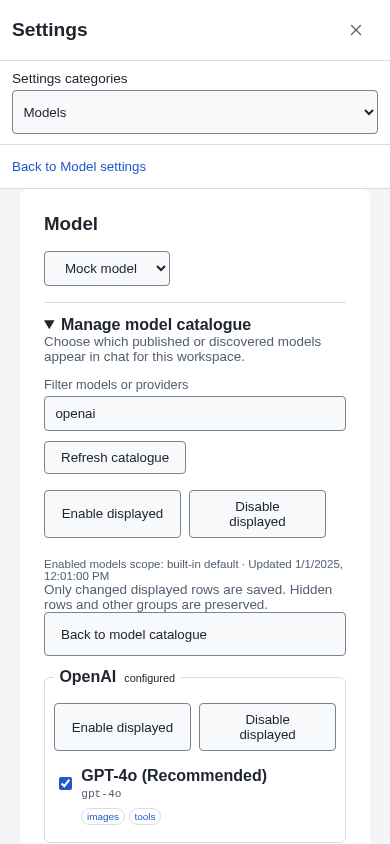 Settings
Settings categories
Models
Back to Model settings
Model
Mock model
Manage model catalogue
Choose which published or discovered models
appear in chat for this workspace.
Filter models or providers
openai
Refresh catalogue
Enable displayed
Disable
displayed
Enabled models scope: built-in default · Updated 1/1/2025,
12:01:00 PM
Only changed displayed rows are saved. Hidden
rows and other groups are preserved.
Back to model catalogue
OpenAI configured
Enable displayed
Disable
displayed
GPT-4o (Recommended)
gpt-4o
images tools